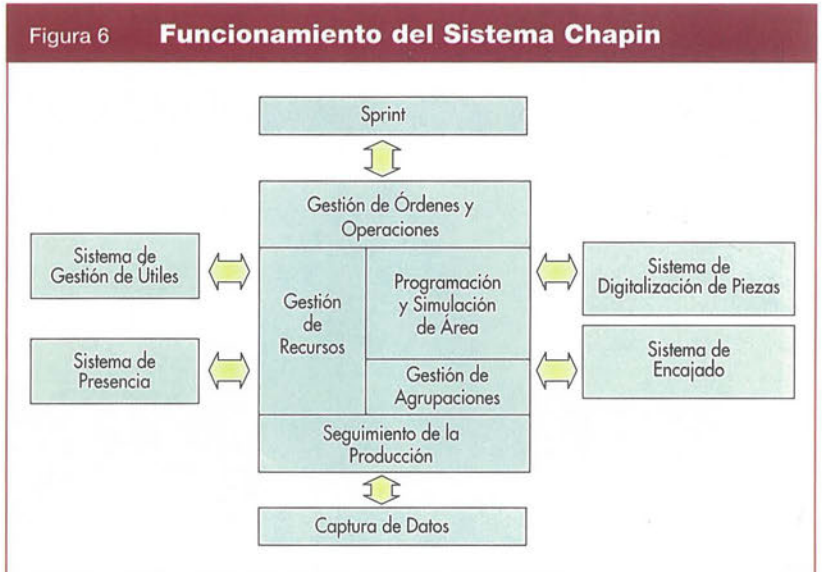 Figura 6 Funcionamiento del Sistema Chapin
Sprint
Gestión de Órdenes y
Operaciones
Sistema de
Gestión de Útiles
Gestión
de
Recursos
Programación
y Simulación
de Área
Sistema de
Digitalización de Piezas
Sistema de
Presencia
Gestión de
Agrupaciones
Sistema de
Encajado
Seguimiento de la
Producción
Captura de Datos